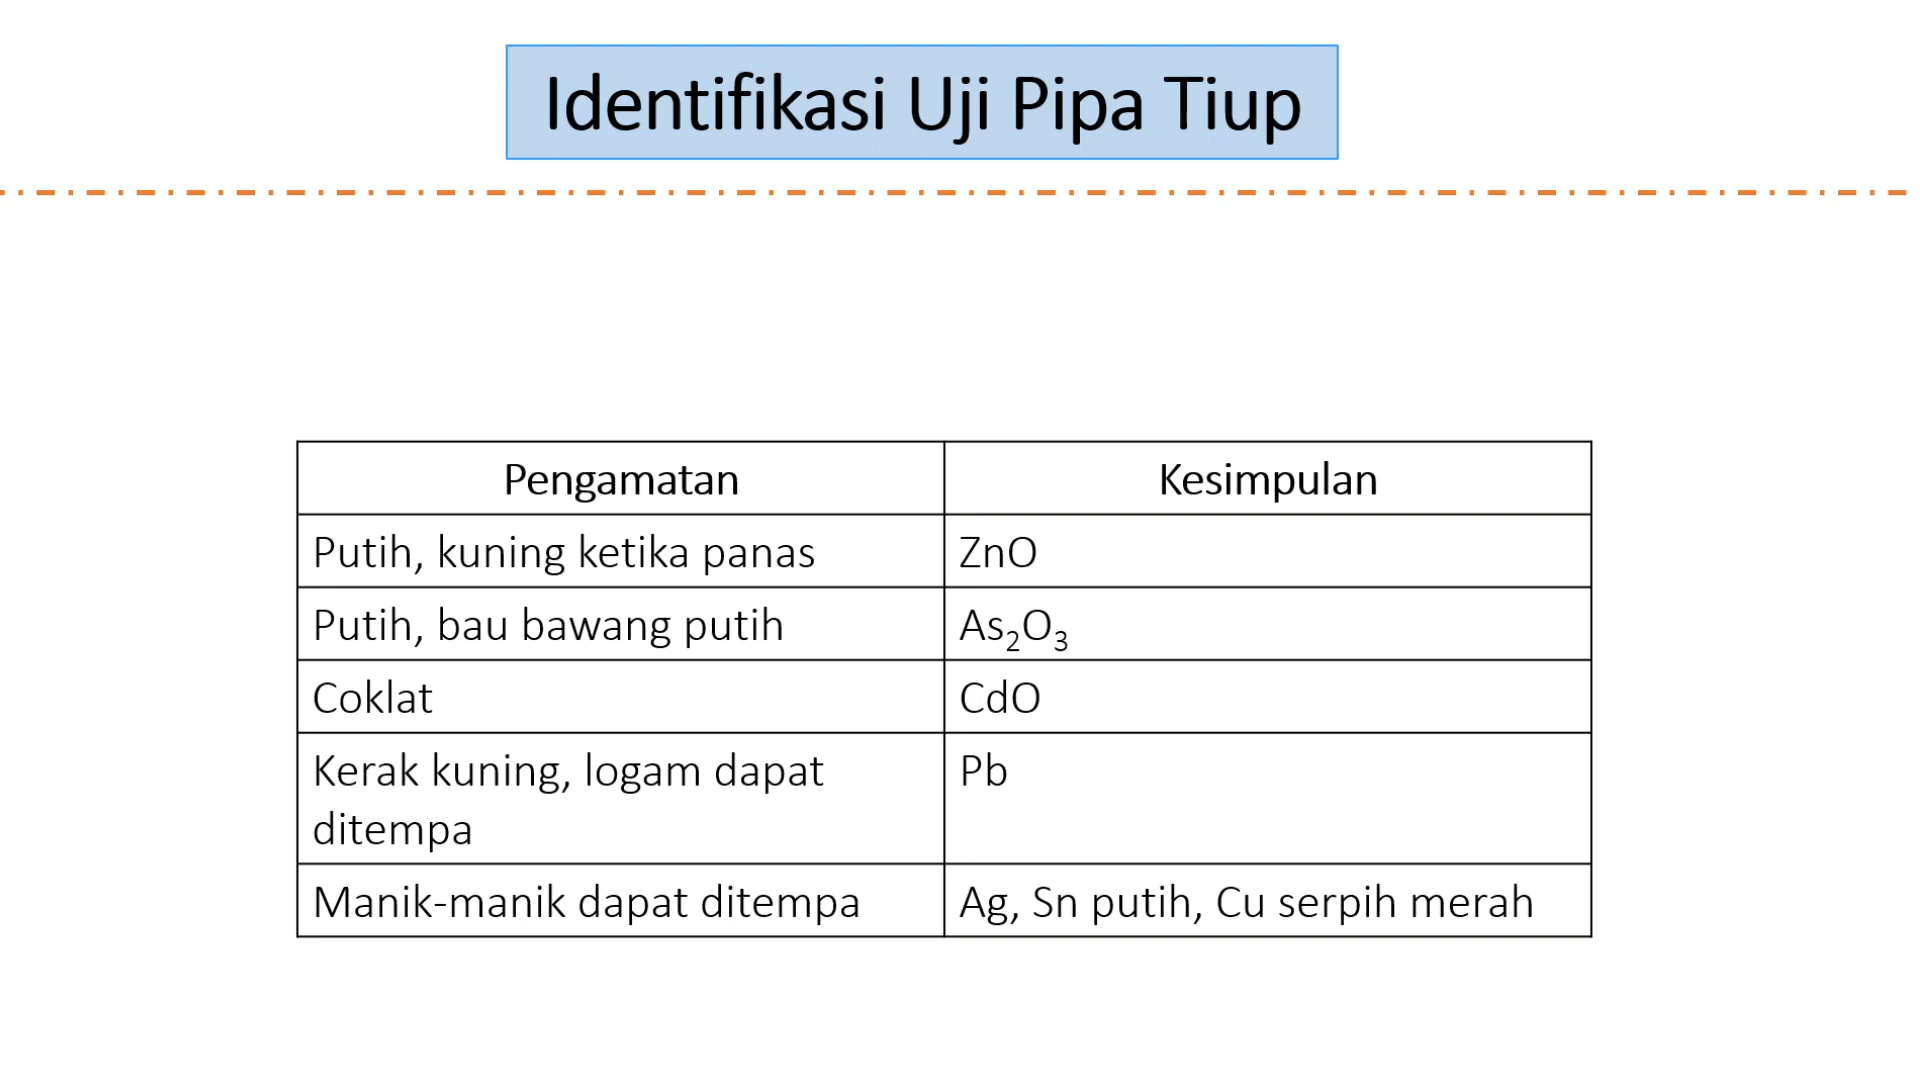 Identifikasi Uji Pipa Tiup
Pengamatan Kesimpulan
Putih, kuning ketika panas ZnO
Putih, bau bawang putih As₂O₃
Coklat CdO
Kerak kuning, logam dapat Pb
ditempa
Manik-manik dapat ditempa Ag, Sn putih, Cu serpih merah